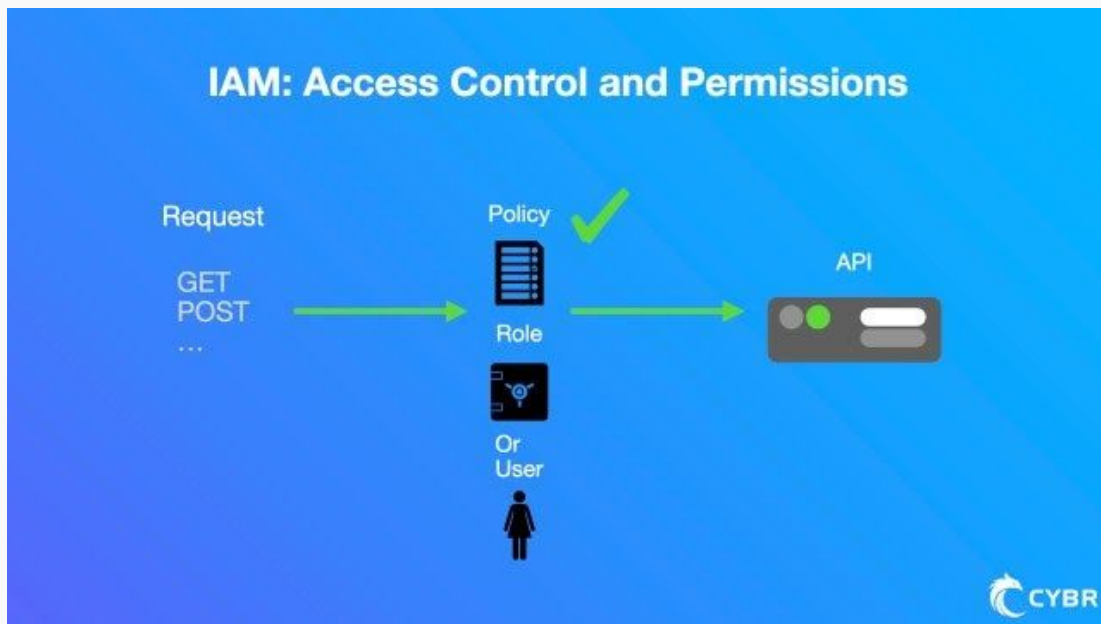 IAM: Access Control and Permissions
Request
GET
POST
...
Policy
Role
Or
User
API
CYBR